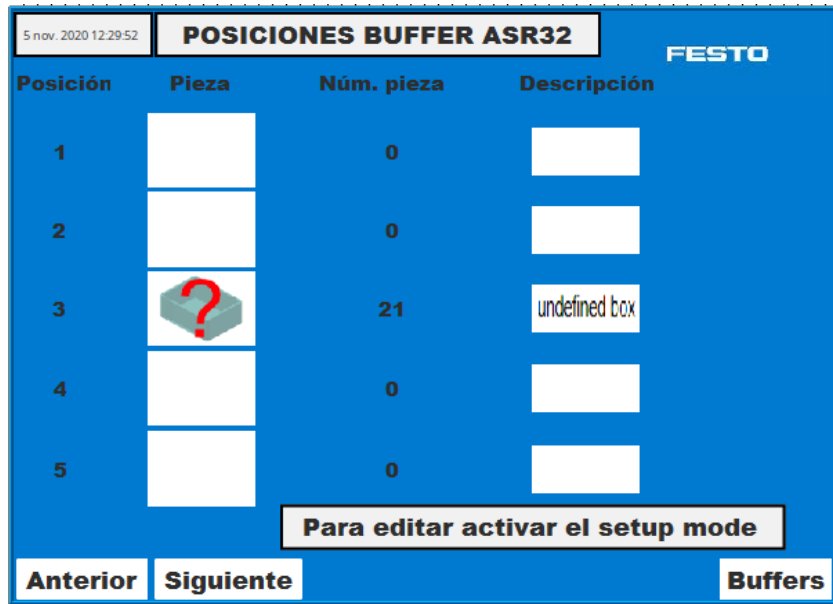 5 nov. 2020 12:29:52
POSICIONES BUFFER ASR32
FESTO
Posición Pieza Núm. pieza Descripción
1 0
2 0
3 ? 21 undefined box
4 0
5 0
Para editar activar el setup mode
Anterior Siguiente Buffers